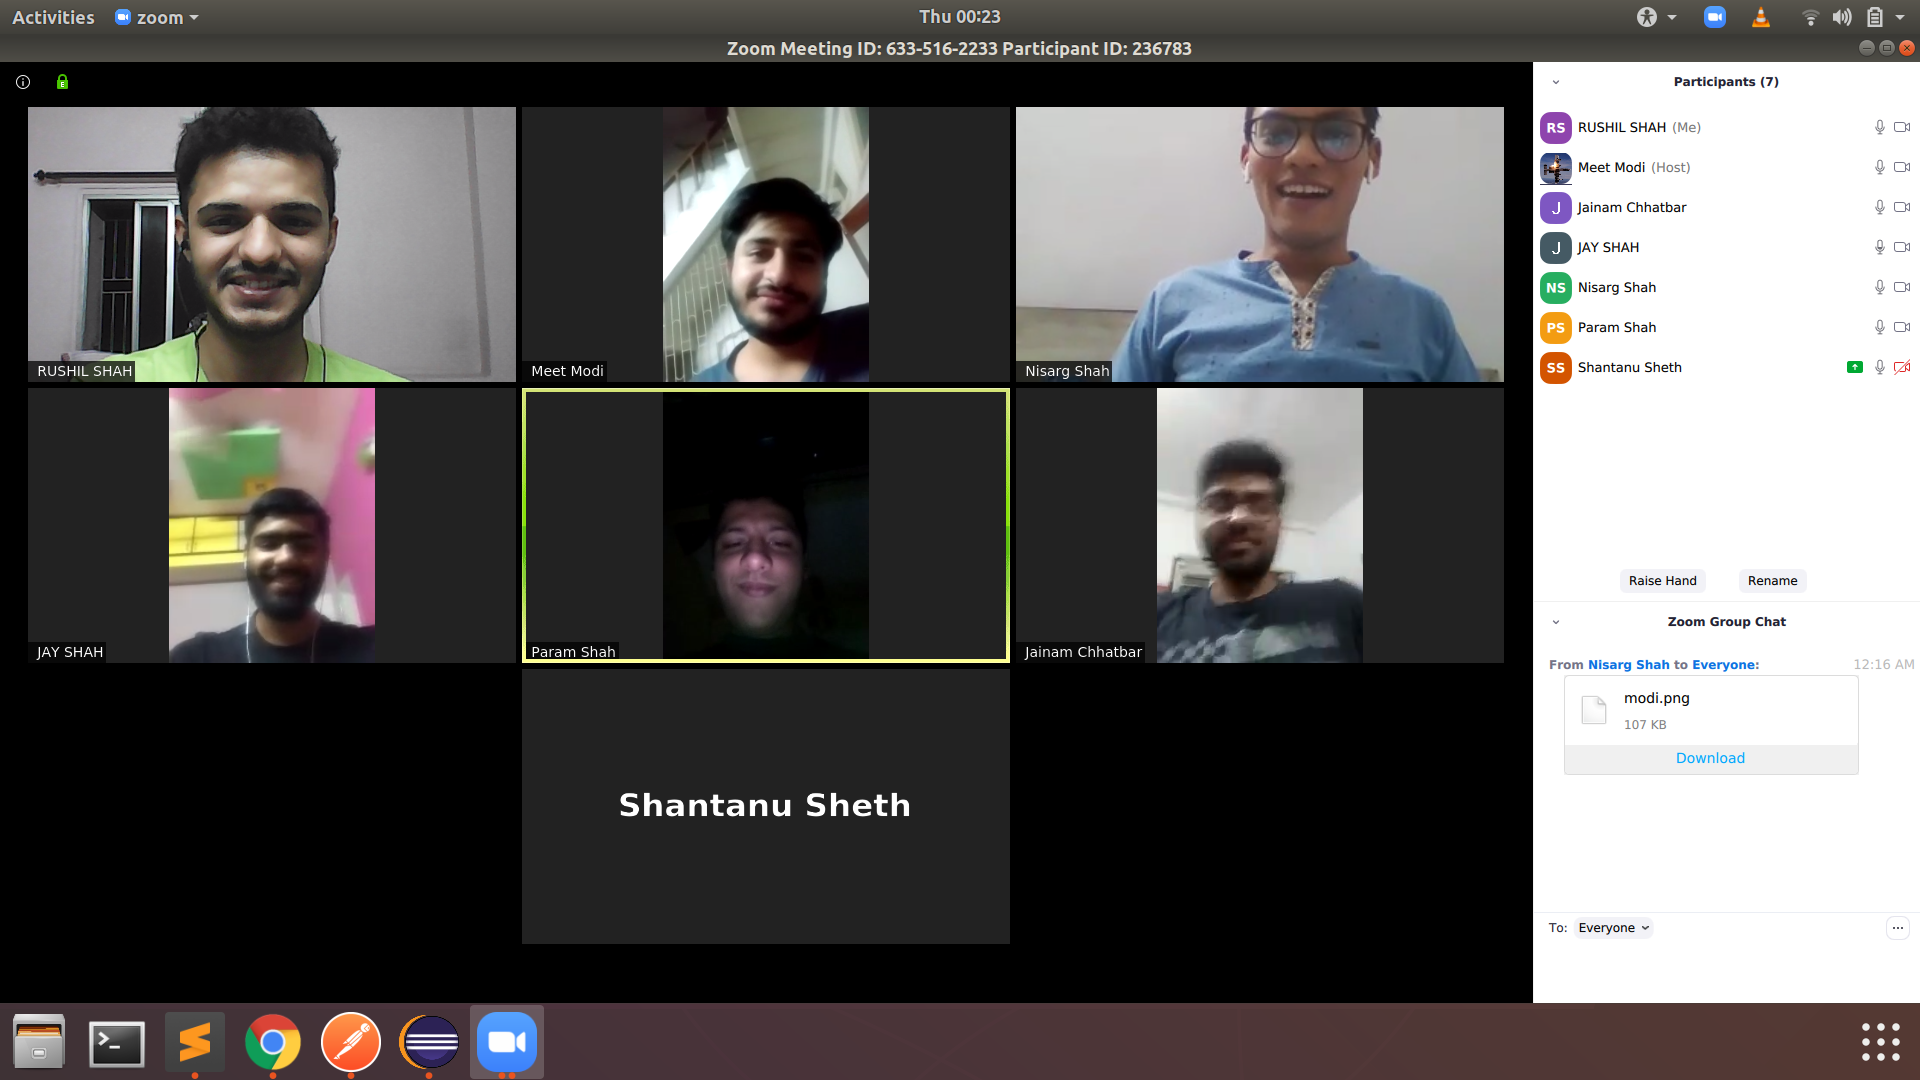 Activities
zoom
Thu 00:23
Zoom Meeting ID: 633-516-2233 Participant ID: 236783
RUSHIL SHAH
Meet Modi
Nisarg Shah
JAY SHAH
Param Shah
Jainam Chhatbar
Shantanu Sheth
Participants (7)
RS RUSHIL SHAH (Me)
Meet Modi (Host)
J Jainam Chhatbar
J JAY SHAH
NS Nisarg Shah
PS Param Shah
SS Shantanu Sheth
Raise Hand
Rename
Zoom Group Chat
From Nisarg Shah to Everyone: 12:16 AM
modi.png
107 KB
Download
To: Everyone